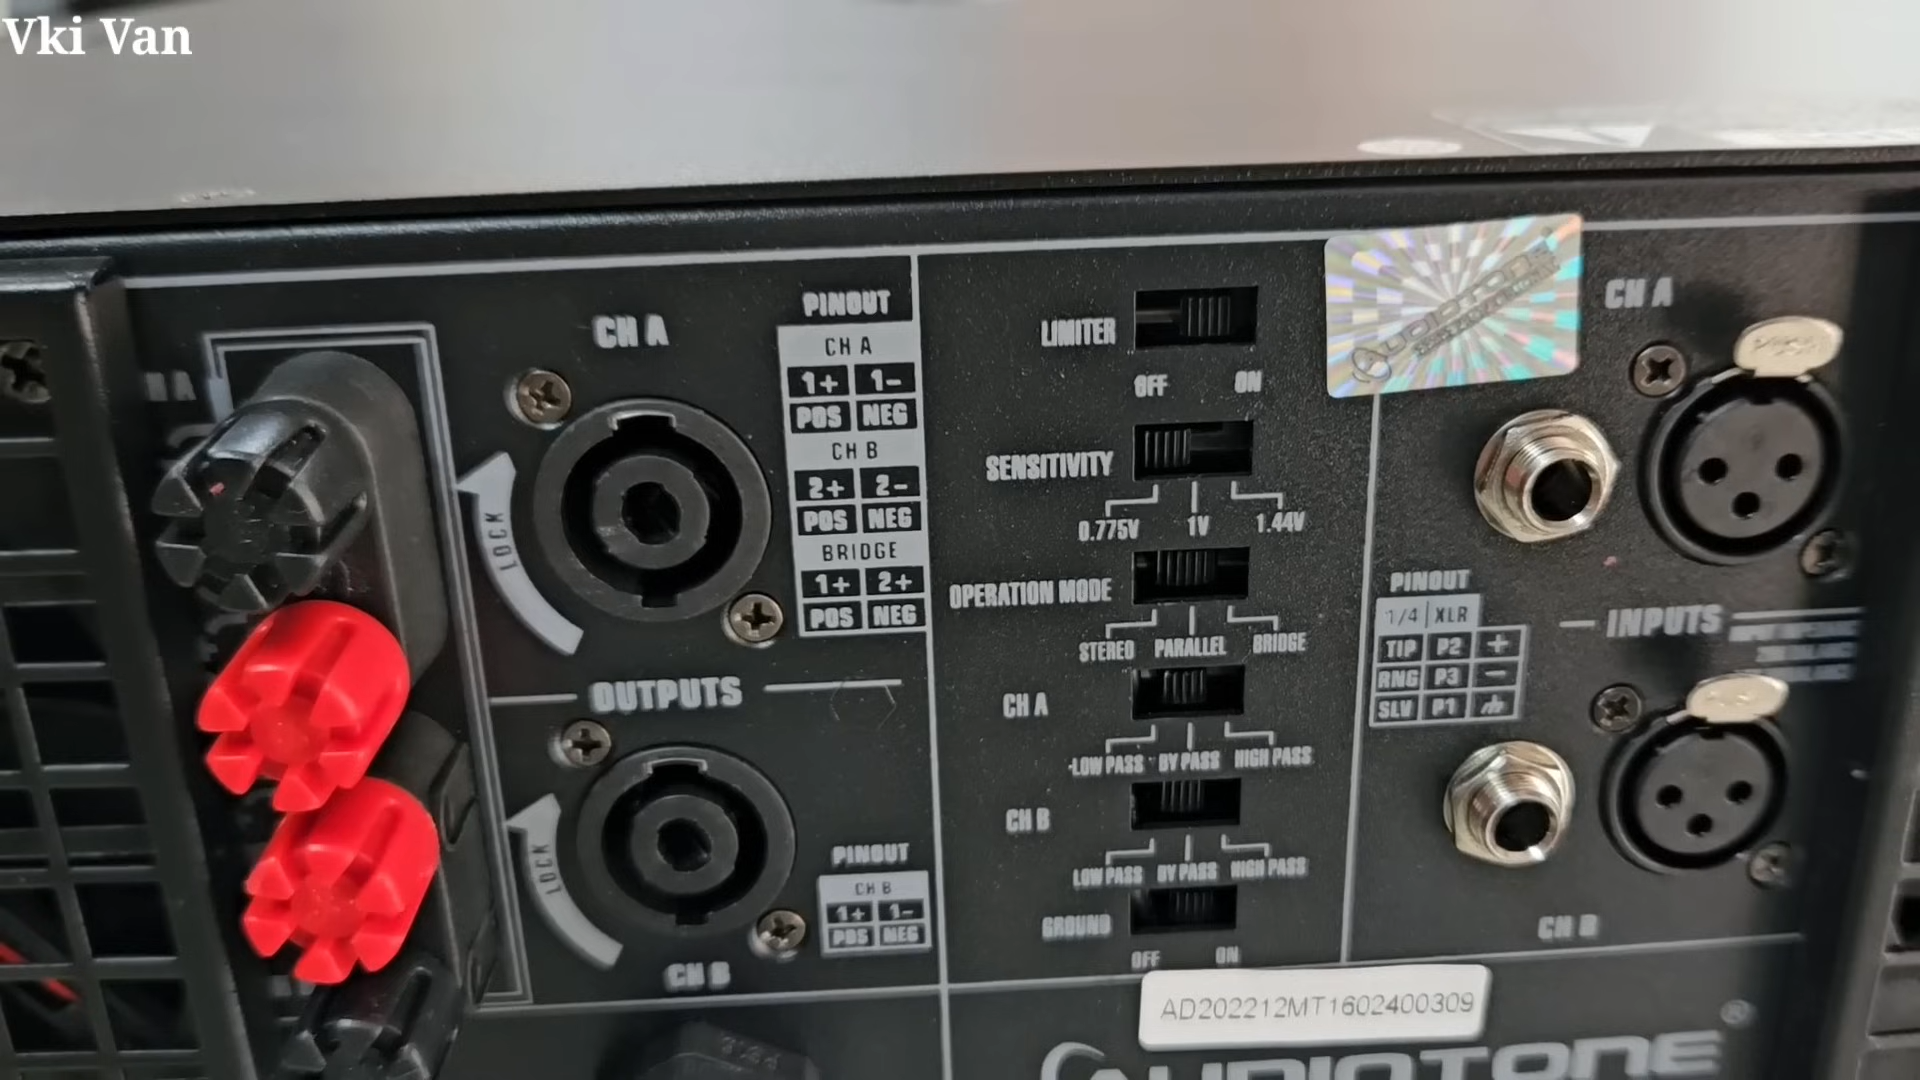 Vki Van
CH A
PINOUT
CH A
1+ 1-
POS NEG
CH B
2+ 2-
POS NEG
BRIDGE
1+ 2+
POS NEG
LOCK
OUTPUTS
LOCK
PINOUT
CH B
1+ 1-
POS NEG
CH B
LIMITER
OFF ON
SENSITIVITY
0.775V 1V 1.44V
OPERATION MODE
STEREO PARALLEL BRIDGE
CH A
LOW PASS BY PASS HIGH PASS
CH B
LOW PASS BY PASS HIGH PASS
GROUND
OFF ON
AUDIOTONE
CH A
PINOUT
1/4 XLR
TIP P2 +
RNG P3 -
SLV P1
INPUTS
CH B
AD202212MT1602400309
AUDIOTONE ®